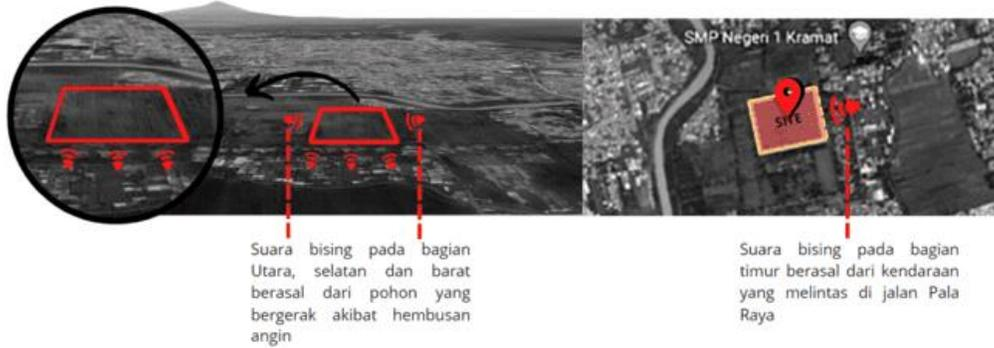 SMP Negeri 1 Kramat
SITE
Suara bising pada bagian
Utara, selatan dan barat
berasal dari pohon yang
bergerak akibat hembusan
angin
Suara bising pada bagian
timur berasal dari kendaraan
yang melintas di jalan Pala
Raya